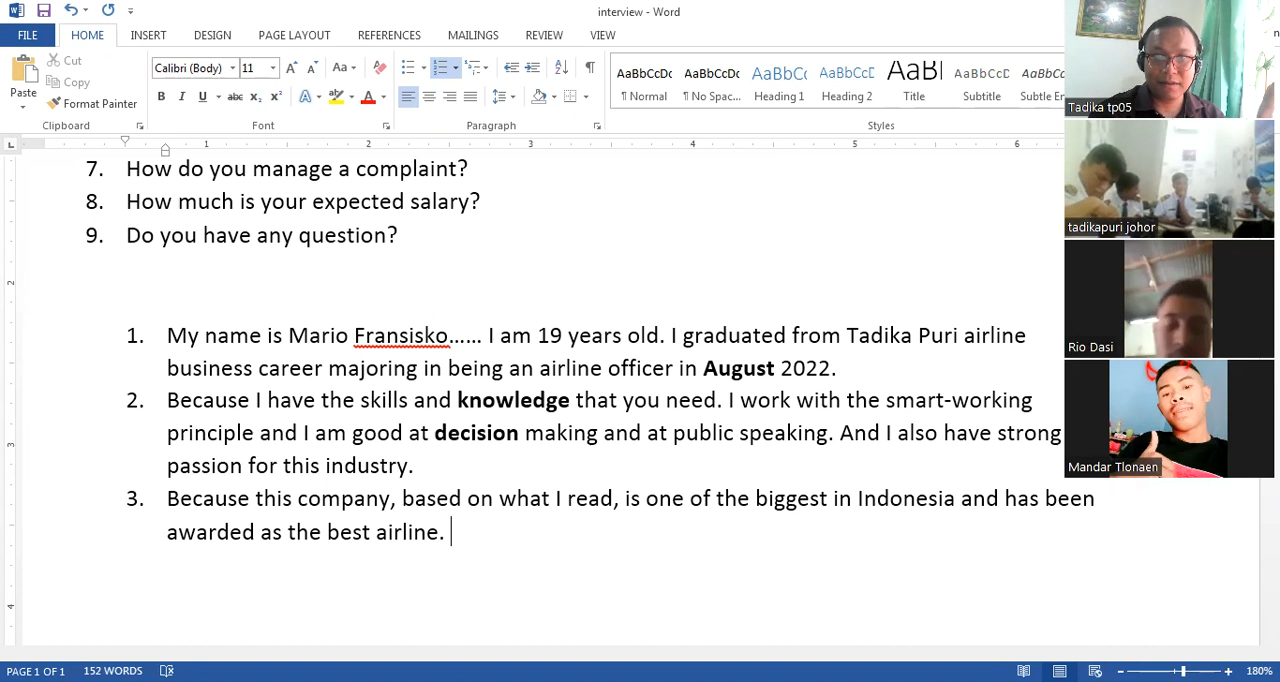 interview - Word
FILE HOME INSERT DESIGN PAGE LAYOUT REFERENCES MAILINGS REVIEW VIEW
Cut
Copy
Format Painter
Paste
Calibri (Body) 11
AaBbCcDc AaBbCcDc AaBbCc AaBbCcD AaBl AaBbCcD AaBbCcD
¶ Normal ¶ No Spac... Heading 1 Heading 2 Title Subtitle Subtle En
Clipboard Font Paragraph Styles
7. How do you manage a complaint?
8. How much is your expected salary?
9. Do you have any question?
1. My name is Mario Fransisko…… I am 19 years old. I graduated from Tadika Puri airline
business career majoring in being an airline officer in August 2022.
2. Because I have the skills and knowledge that you need. I work with the smart-working
principle and I am good at decision making and at public speaking. And I also have strong
passion for this industry.
3. Because this company, based on what I read, is one of the biggest in Indonesia and has been
awarded as the best airline.
Tadika tp05
tadikapuri johor
Rio Dasi
Mandar Tlonaen
PAGE 1 OF 1 152 WORDS
180%